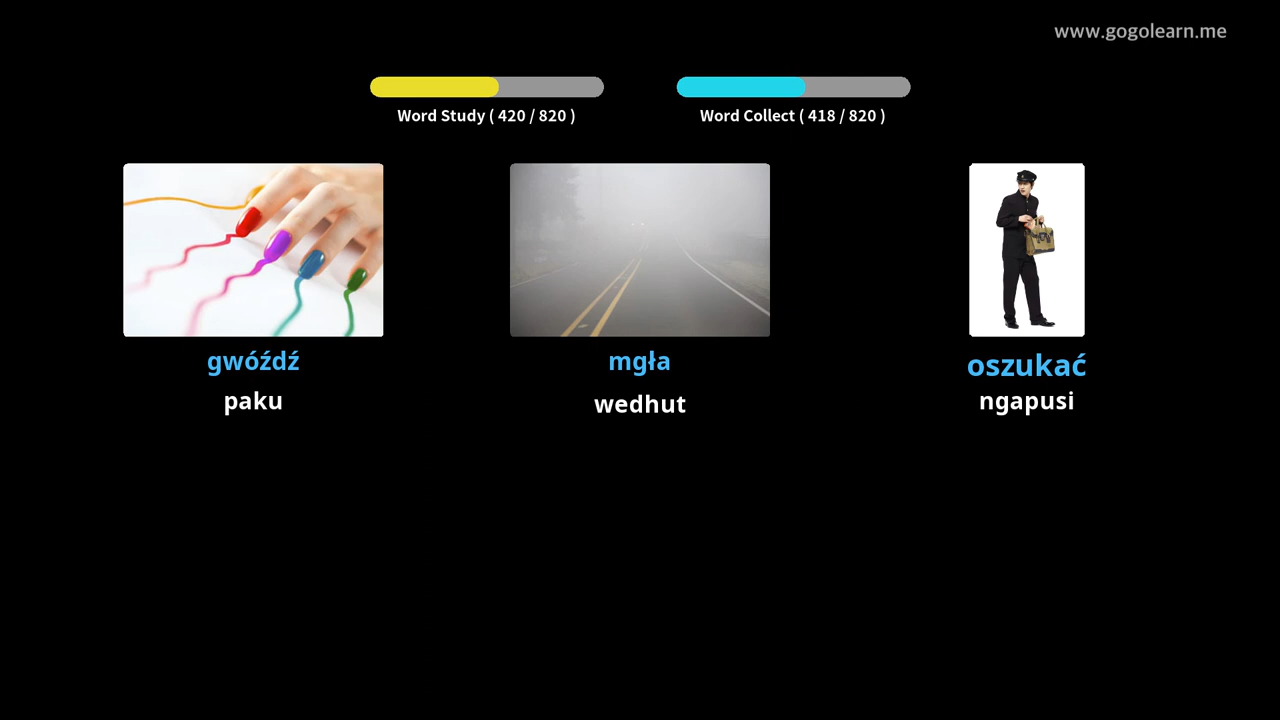 www.gogolearn.me
Word Study ( 420 / 820 )
Word Collect ( 418 / 820 )
gwóźdź
paku
mgła
wedhut
oszukać
ngapusi